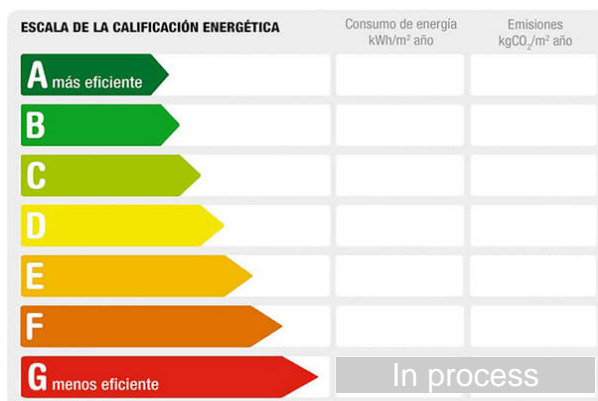 ESCALA DE LA CALIFICACIÓN ENERGÉTICA
Consumo de energía
kWh/m² año
Emisiones
kgCO₂/m² año
A más eficiente
B
C
D
E
F
G menos eficiente
In process